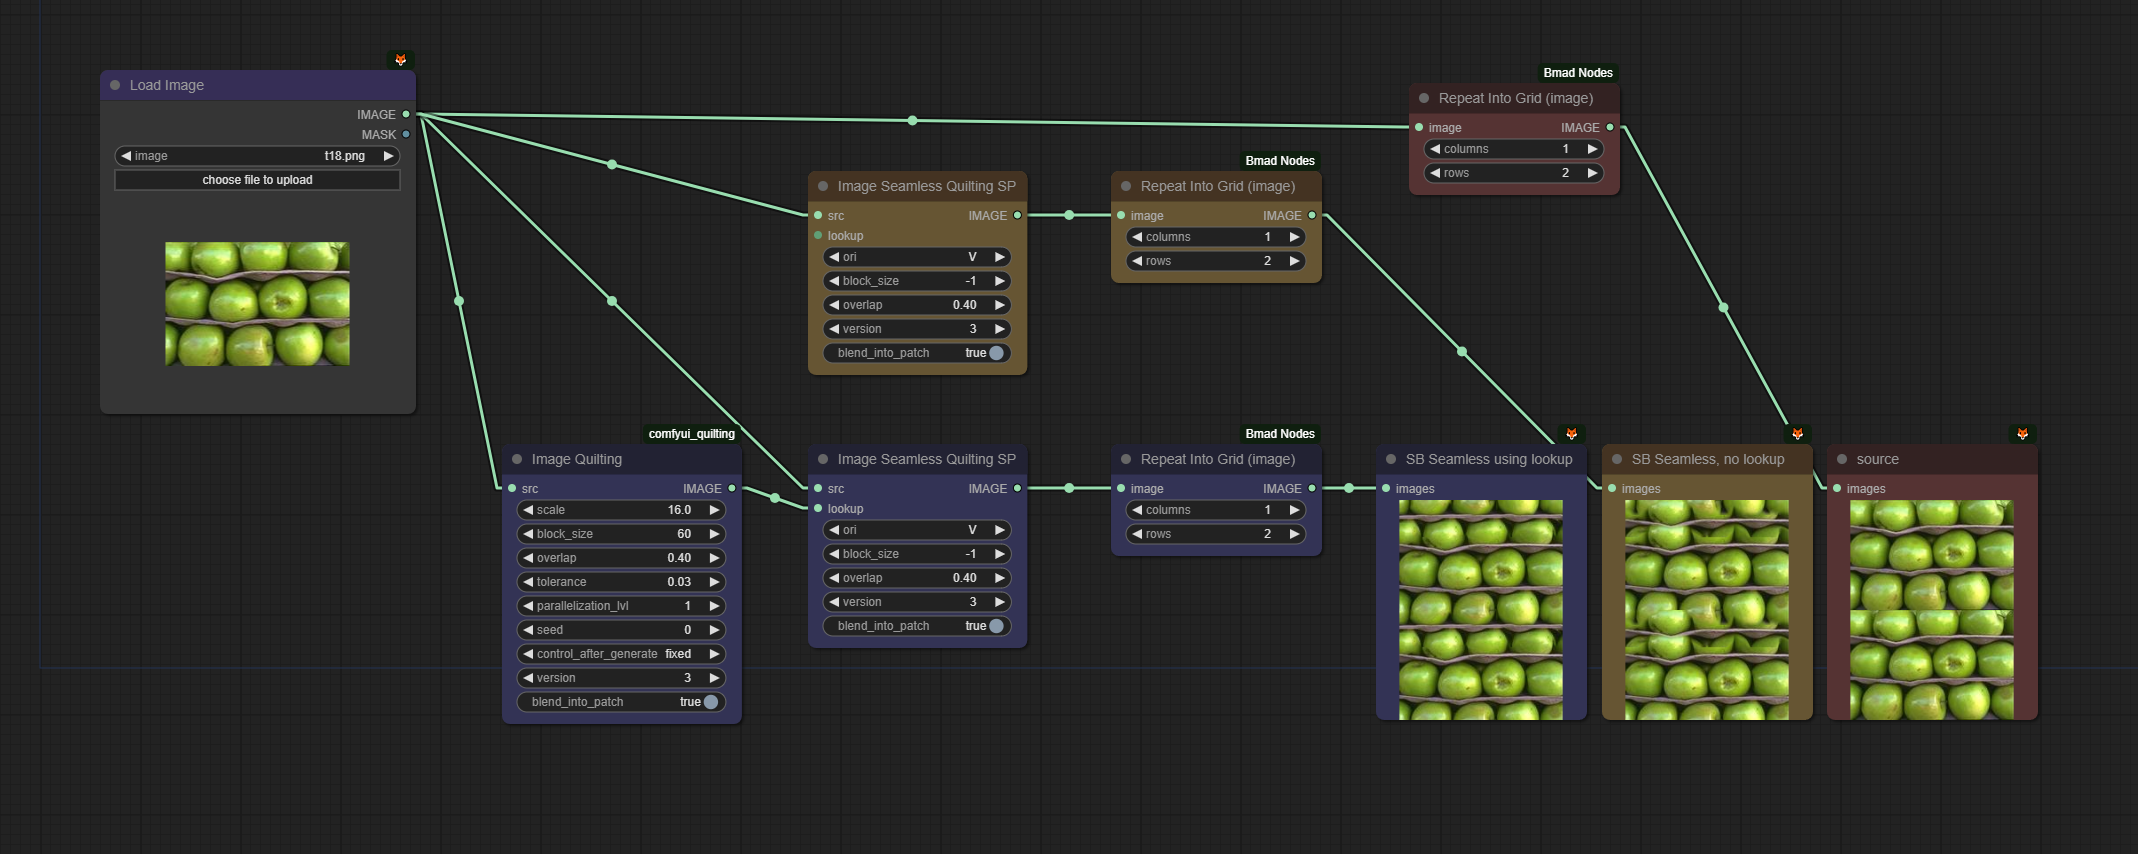 Load Image
IMAGE
MASK
image t18.png
choose file to upload
Bmad Nodes
Repeat Into Grid (image)
image IMAGE
columns 1
rows 2
Image Seamless Quilting SP
src IMAGE
lookup
ori V
block_size -1
overlap 0.40
version 3
blend_into_patch true
Bmad Nodes
Repeat Into Grid (image)
image IMAGE
columns 1
rows 2
comfyui_quilting
Image Quilting
src IMAGE
scale 16.0
block_size 60
overlap 0.40
tolerance 0.03
parallelization_lvl 1
seed 0
control_after_generate fixed
version 3
blend_into_patch true
Image Seamless Quilting SP
src IMAGE
lookup
ori V
block_size -1
overlap 0.40
version 3
blend_into_patch true
Bmad Nodes
Repeat Into Grid (image)
image IMAGE
columns 1
rows 2
SB Seamless using lookup
images
SB Seamless, no lookup
images
source
images